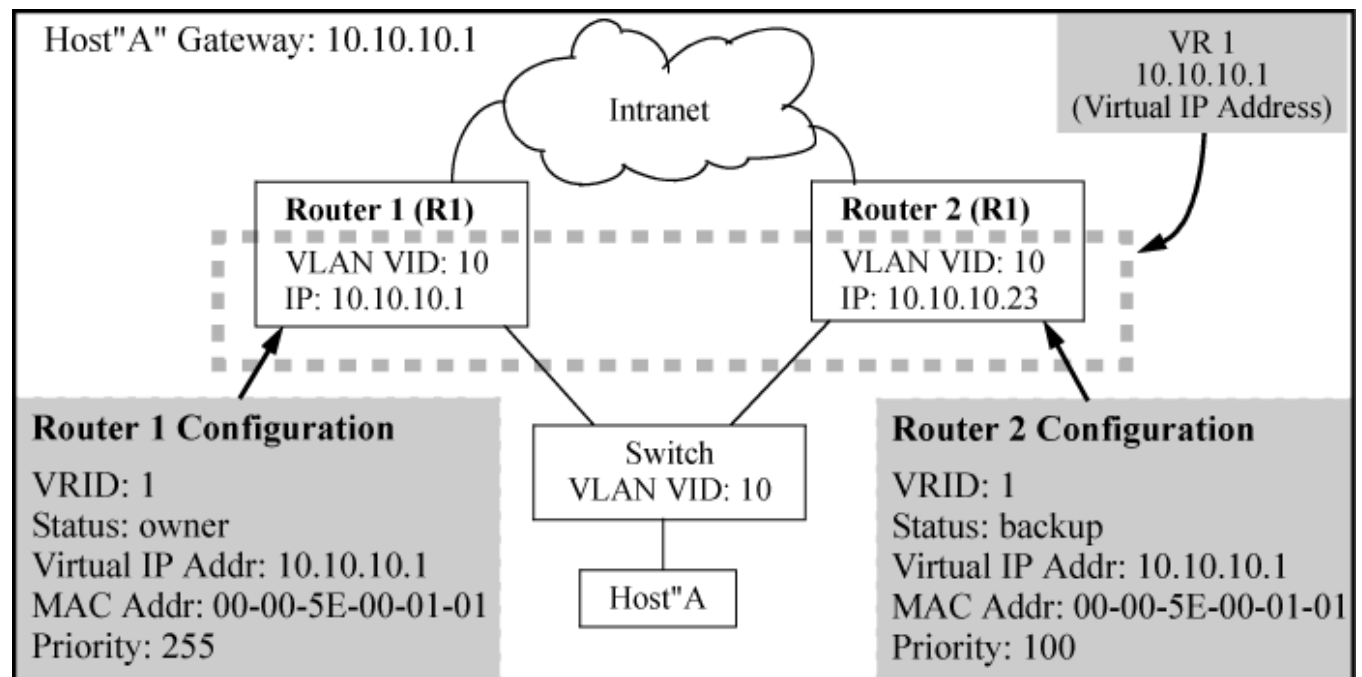 Host"A" Gateway: 10.10.10.1
Intranet
VR 1
10.10.10.1
(Virtual IP Address)
Router 1 (R1)
VLAN VID: 10
IP: 10.10.10.1
Router 2 (R1)
VLAN VID: 10
IP: 10.10.10.23
Router 1 Configuration
VRID: 1
Status: owner
Virtual IP Addr: 10.10.10.1
MAC Addr: 00-00-5E-00-01-01
Priority: 255
Switch
VLAN VID: 10
Host"A
Router 2 Configuration
VRID: 1
Status: backup
Virtual IP Addr: 10.10.10.1
MAC Addr: 00-00-5E-00-01-01
Priority: 100